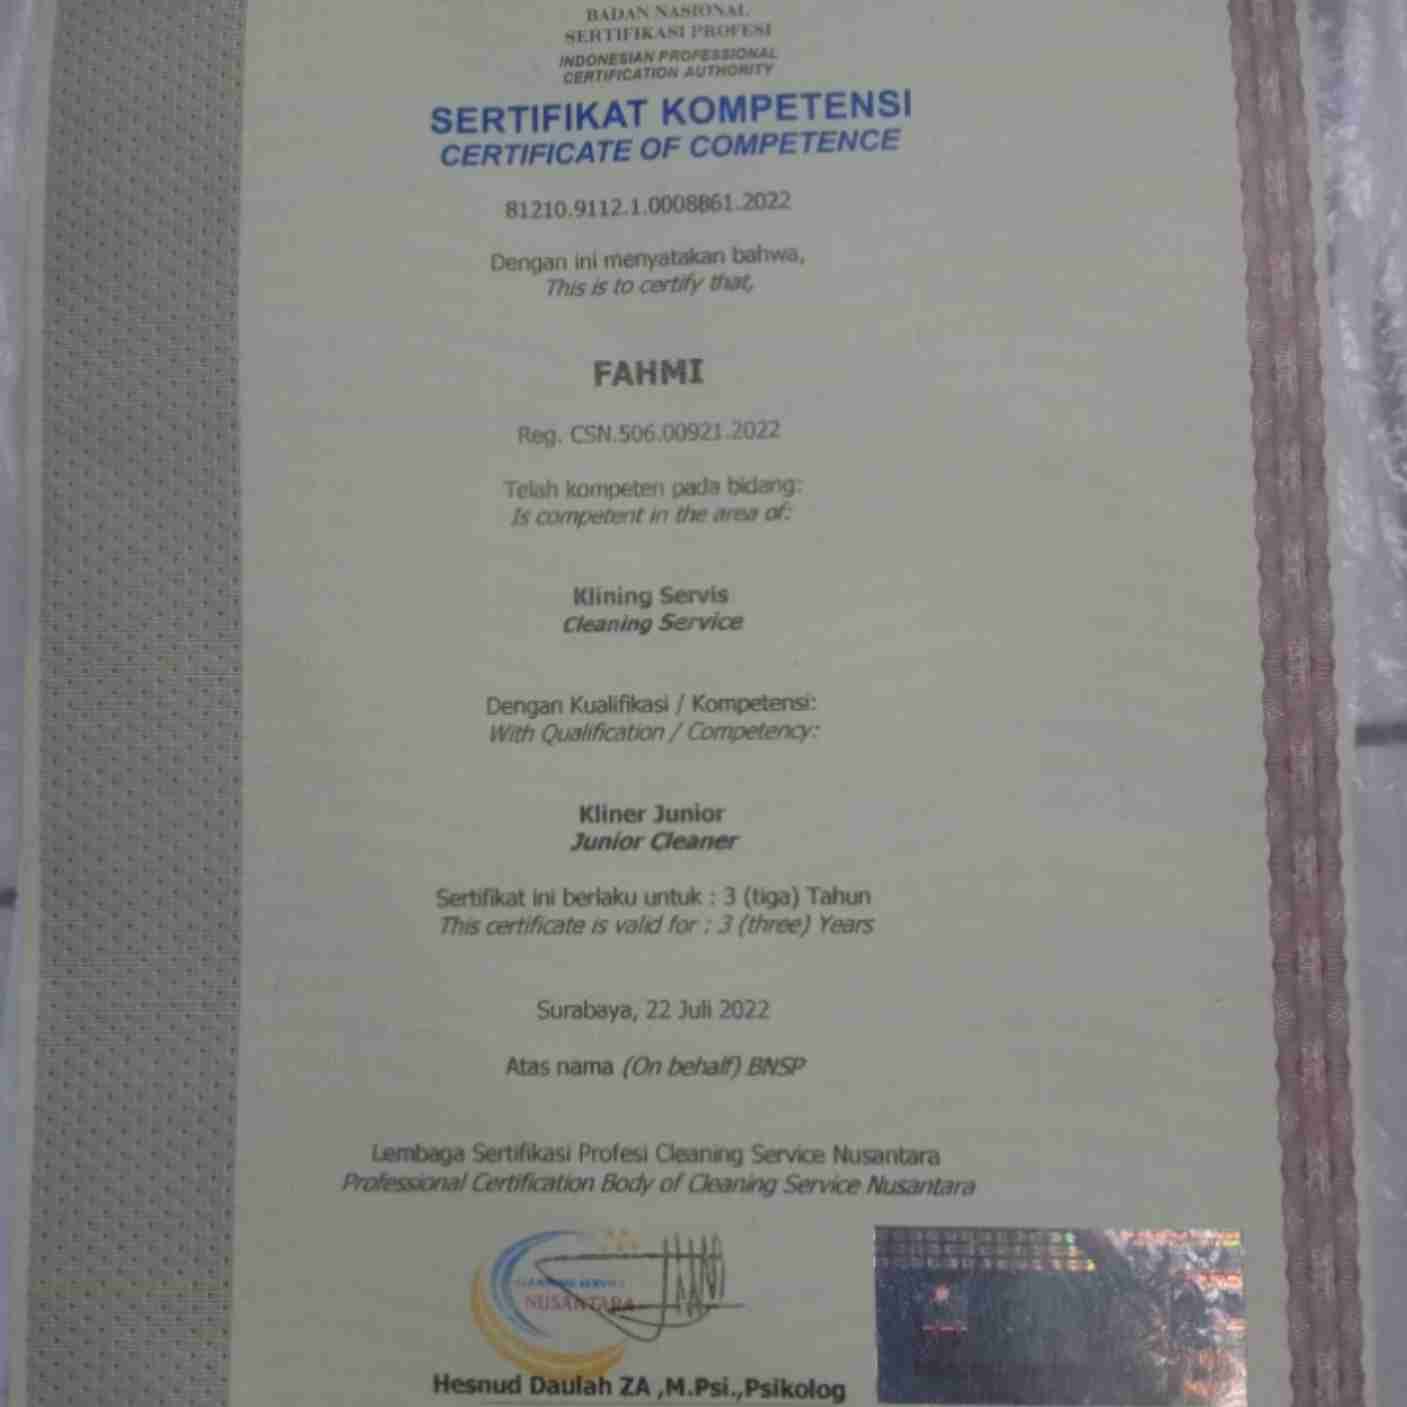 BADAN NASIONAL
SERTIFIKASI PROFESI
INDONESIAN PROFESSIONAL
CERTIFICATION AUTHORITY
SERTIFIKAT KOMPETENSI
CERTIFICATE OF COMPETENCE
81210.9112.1.0008861.2022
Dengan ini menyatakan bahwa,
This is to certify that,
FAHMI
Reg. CSN.506.00921.2022
Telah kompeten pada bidang:
Is competent in the area of:
Klining Servis
Cleaning Service
Dengan Kualifikasi / Kompetensi:
With Qualification / Competency:
Kliner Junior
Junior Cleaner
Sertifikat ini berlaku untuk : 3 (tiga) Tahun
This certificate is valid for : 3 (three) Years
Surabaya, 22 Juli 2022
Atas nama (On behalf) BNSP
Lembaga Sertifikasi Profesi Cleaning Service Nusantara
Professional Certification Body of Cleaning Service Nusantara
CLEANING SERVICE
NUSANTARA
Hesnud Daulah ZA ,M.Psi.,Psikolog